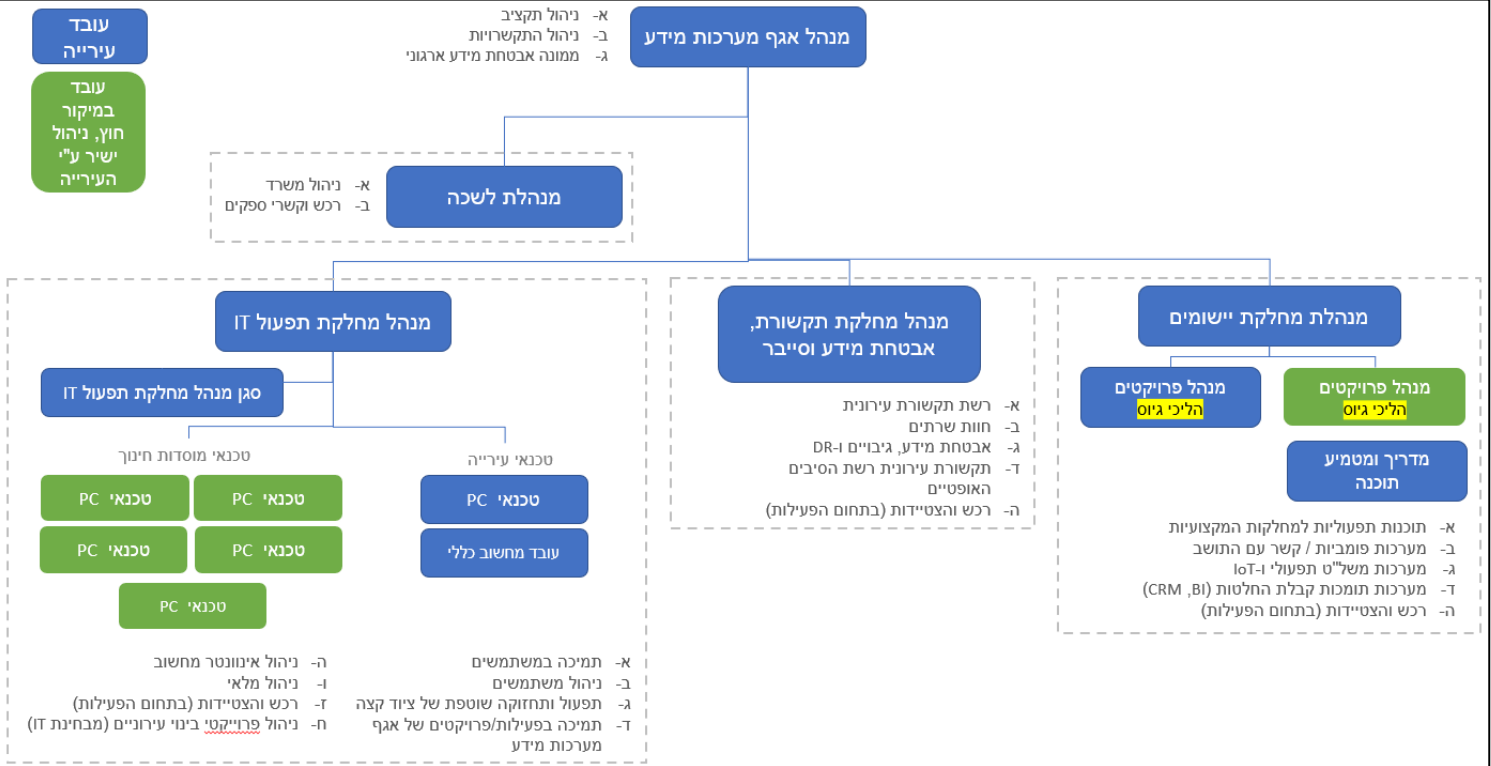 עובד
עירייה
עובד
במיקור
חוץ, ניהול
ישיר ע"י
העירייה
מנהל אגף מערכות מידע
א- ניהול תקציב
ב- ניהול התקשרויות
ג- ממונה אבטחת מידע ארגוני
מנהלת לשכה
א- ניהול משרד
ב- רכש וקשרי ספקים
מנהלת מחלקת יישומים
מנהל פרויקטים
הליכי גיוס
מנהל פרויקטים
הליכי גיוס
מדריך ומטמיע
תוכנה
א- תוכנות תפעוליות למחלקות המקצועיות
ב- מערכות פומביות / קשר עם התושב
ג- מערכות משל"ט תפעולי ו-IoT
ד- מערכות תומכות קבלת החלטות (CRM ,BI)
ה- רכש והצטיידות (בתחום הפעילות)
מנהל מחלקת תקשורת,
אבטחת מידע וסייבר
א- רשת תקשורת עירונית
ב- חוות שרתים
ג- אבטחת מידע, גיבויים ו-DR
ד- תקשורת עירונית רשת הסיבים
האופטיים
ה- רכש והצטיידות (בתחום הפעילות)
מנהל מחלקת תפעול IT
סגן מנהל מחלקת תפעול IT
טכנאי עירייה
טכנאי PC
עובד מחשוב כללי
טכנאי מוסדות חינוך
טכנאי PC
טכנאי PC
טכנאי PC
טכנאי PC
טכנאי PC
א- תמיכה במשתמשים
ב- ניהול משתמשים
ג- תפעול ותחזוקה שוטפת של ציוד קצה
ד- תמיכה בפעילות/פרויקטים של אגף
מערכות מידע
ה- ניהול אינוונטר מחשוב
ו- ניהול מלאי
ז- רכש והצטיידות (בתחום הפעילות)
ח- ניהול פרוייקטי בינוי עירוניים (מבחינת IT)